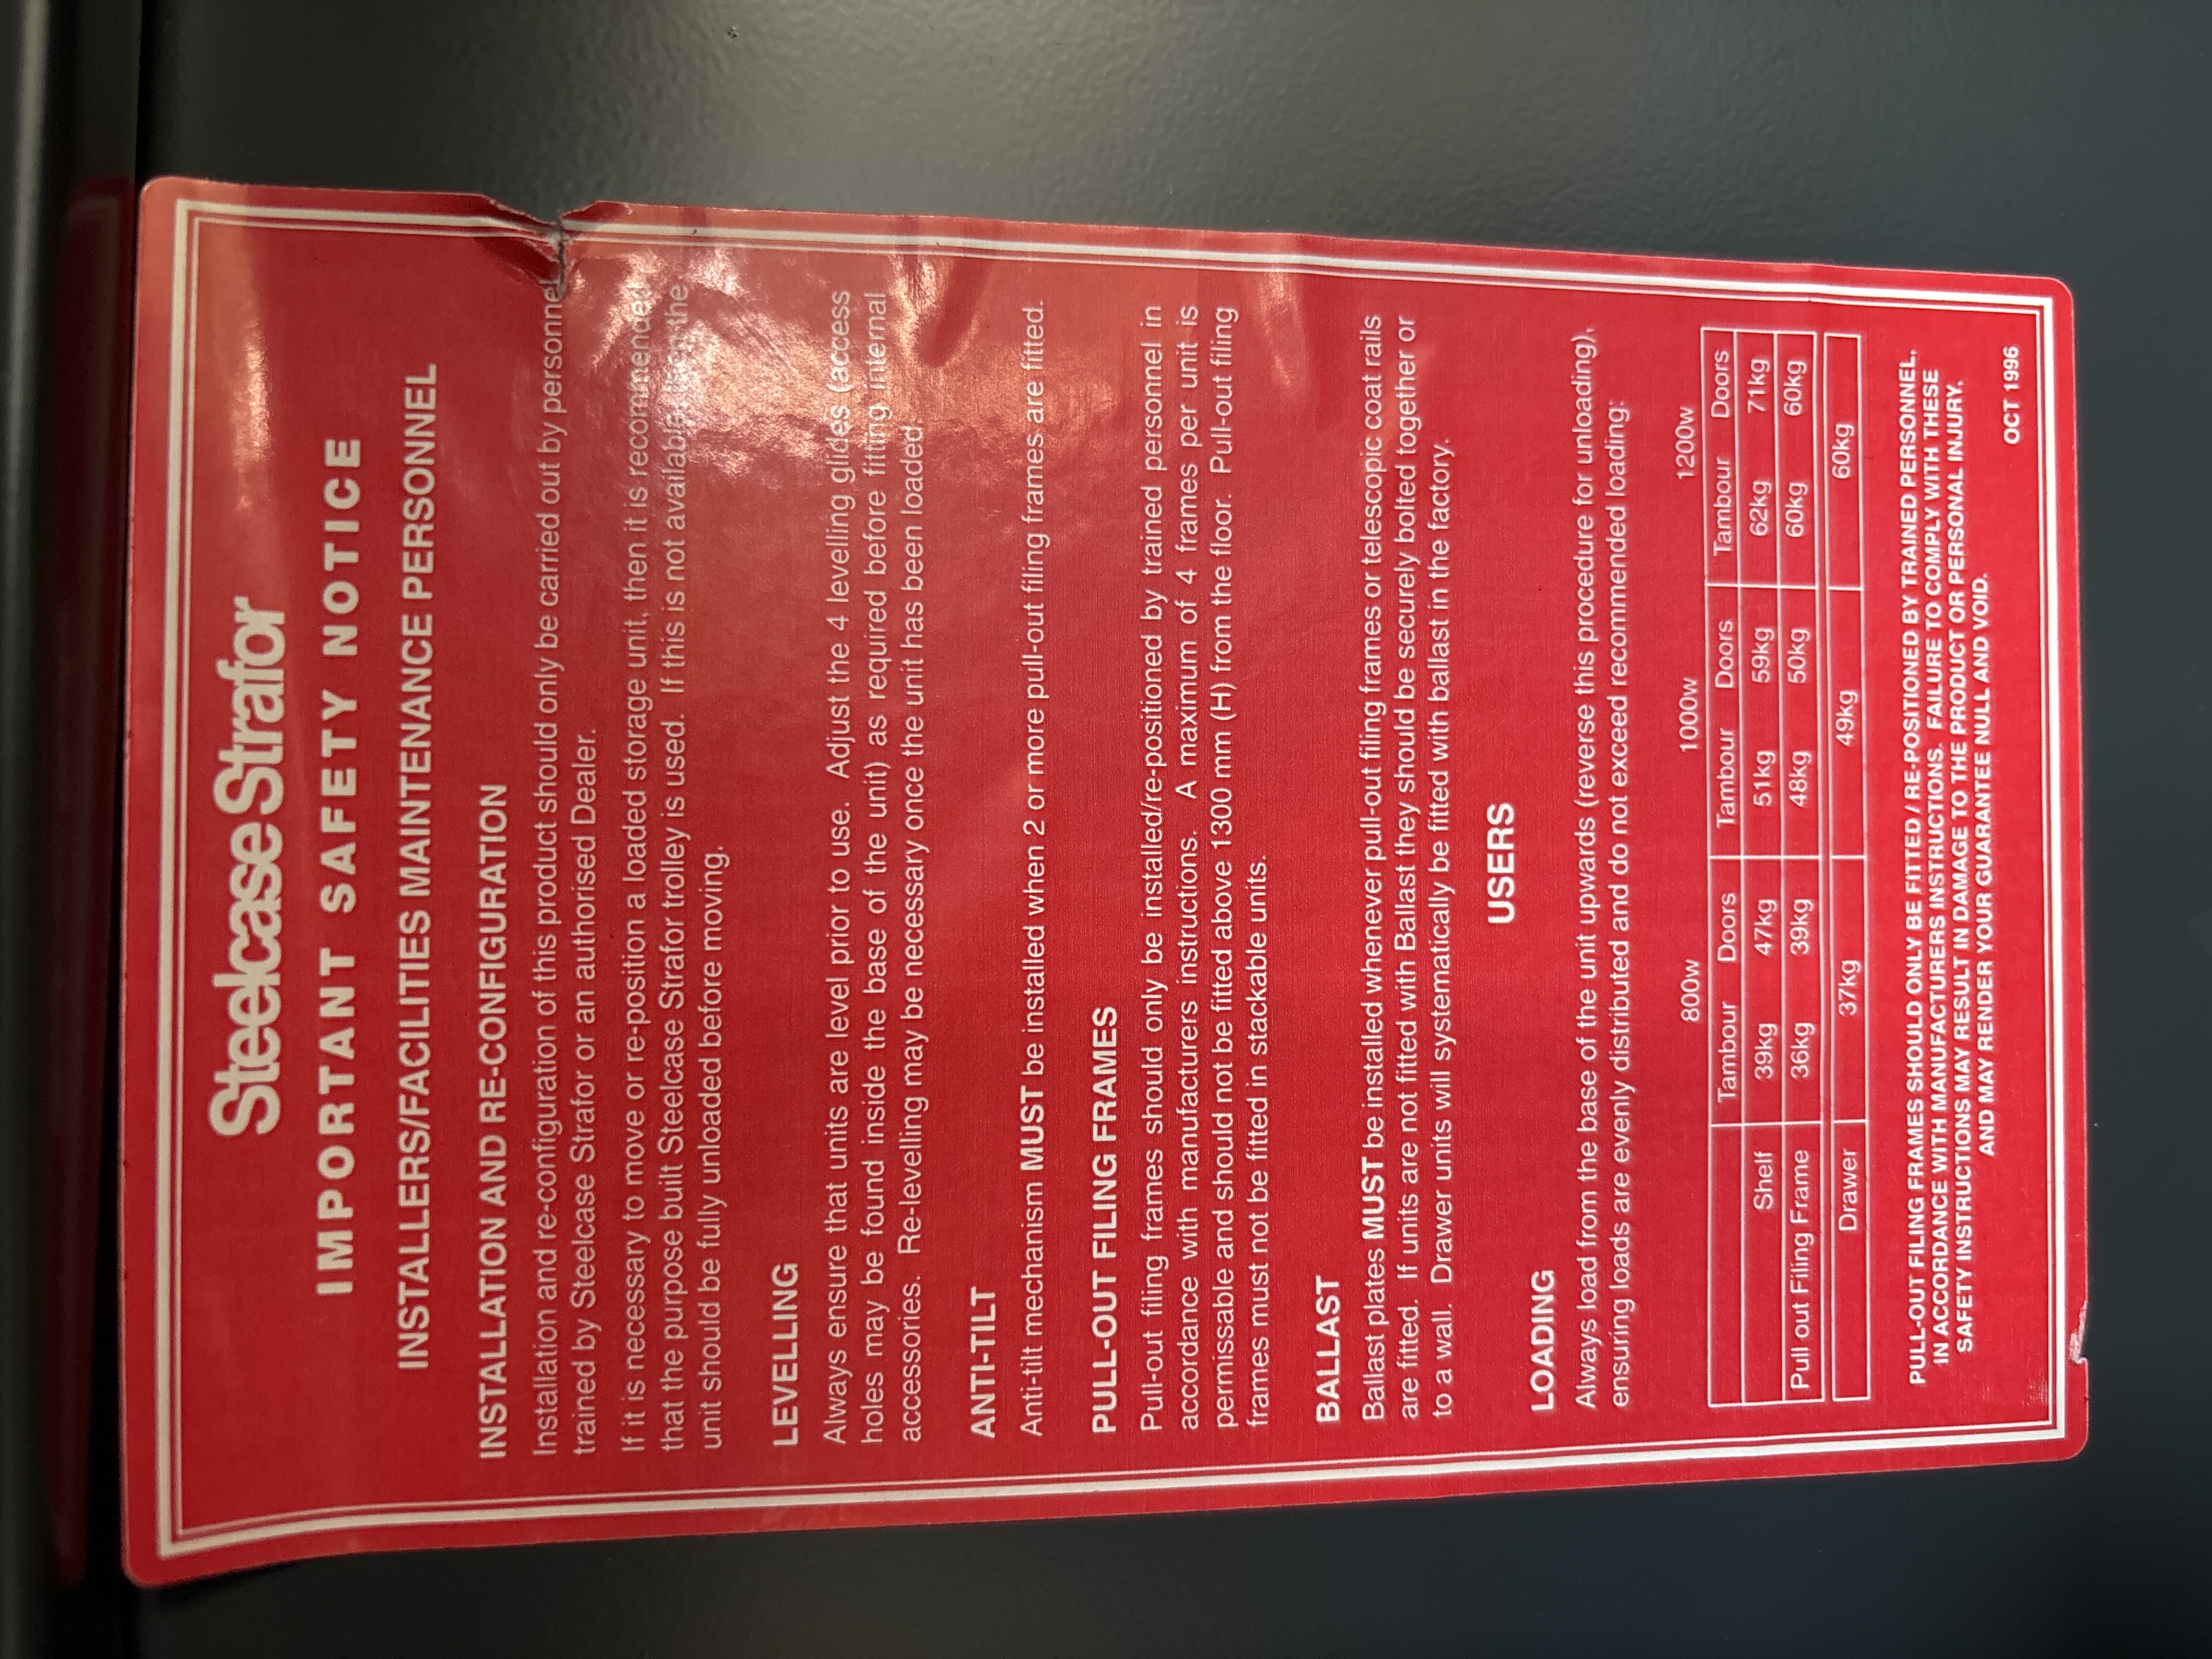 Steelcase Strafor
IMPORTANT SAFETY NOTICE
INSTALLERS/FACILITIES MAINTENANCE PERSONNEL
INSTALLATION AND RE-CONFIGURATION
Installation and re-configuration of this product should only be carried out by personnel
trained by Steelcase Strafor or an authorised Dealer.
If it is necessary to move or re-position a loaded storage unit, then it is recommended
that the purpose built Steelcase Strafor trolley is used. If this is not available then the
unit should be fully unloaded before moving.
LEVELLING
Always ensure that units are level prior to use. Adjust the 4 levelling glides (access
holes may be found inside the base of the unit) as required before fitting internal
accessories. Re-levelling may be necessary once the unit has been loaded.
ANTI-TILT
Anti-tilt mechanism MUST be installed when 2 or more pull-out filing frames are fitted.
PULL-OUT FILING FRAMES
Pull-out filing frames should only be installed/re-positioned by trained personnel in
accordance with manufacturers instructions. A maximum of 4 frames per unit is
permissable and should not be fitted above 1300 mm (H) from the floor. Pull-out filing
frames must not be fitted in stackable units.
BALLAST
Ballast plates MUST be installed whenever pull-out filing frames or telescopic coat rails
are fitted. If units are not fitted with Ballast they should be securely bolted together or
to a wall. Drawer units will systematically be fitted with ballast in the factory.
USERS
LOADING
Always load from the base of the unit upwards (reverse this procedure for unloading),
ensuring loads are evenly distributed and do not exceed recommended loading:
800w 1000w 1200w
Tambour Doors Tambour Doors Tambour Doors
Shelf 39kg 47kg 51kg 59kg 62kg 71kg
Pull out Filing Frame 36kg 39kg 48kg 50kg 60kg 60kg
Drawer 37kg 49kg 60kg
PULL-OUT FILING FRAMES SHOULD ONLY BE FITTED / RE-POSITIONED BY TRAINED PERSONNEL,
IN ACCORDANCE WITH MANUFACTURERS INSTRUCTIONS. FAILURE TO COMPLY WITH THESE
SAFETY INSTRUCTIONS MAY RESULT IN DAMAGE TO THE PRODUCT OR PERSONAL INJURY,
AND MAY RENDER YOUR GUARANTEE NULL AND VOID.
OCT 1996